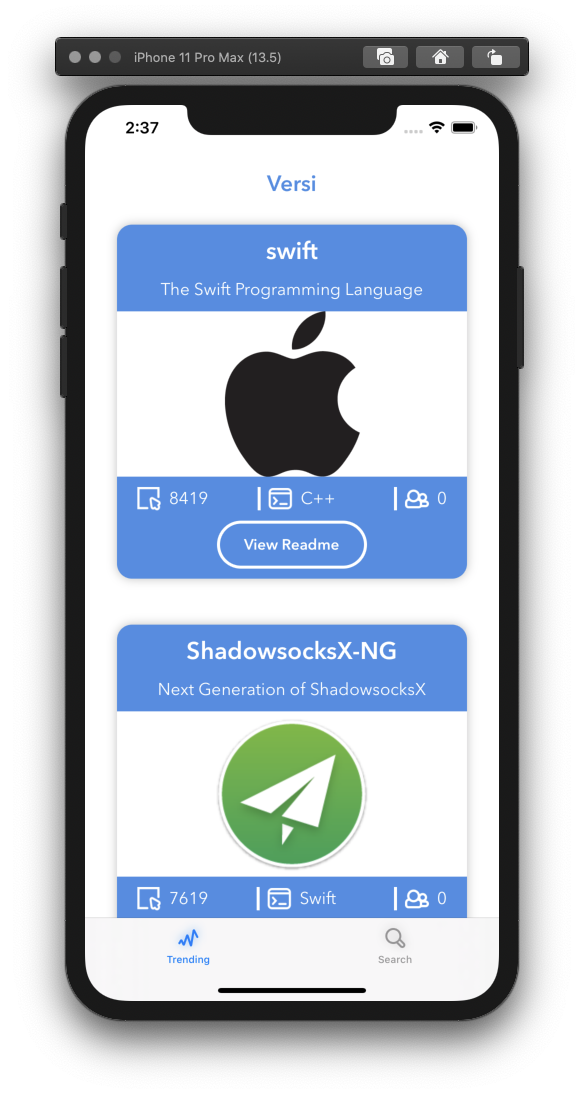 iPhone 11 Pro Max (13.5)
2:37
Versi
swift
The Swift Programming Language
8419 C++ 0
View Readme
ShadowsocksX-NG
Next Generation of ShadowsocksX
7619 Swift 0
Trending Search